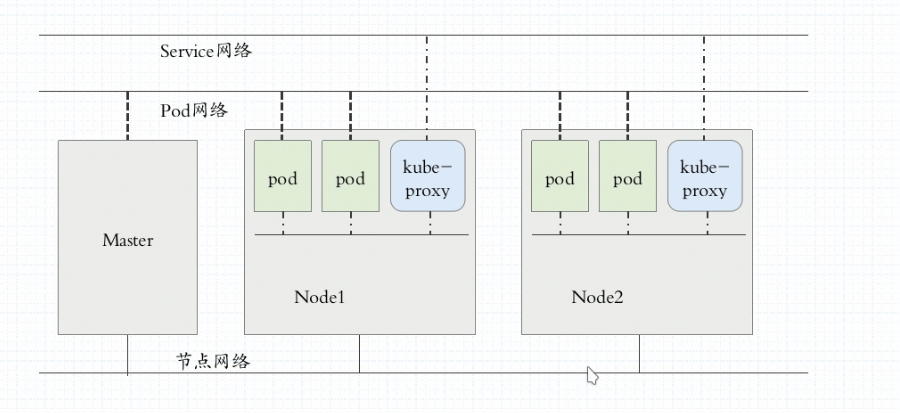 Service网络
Pod网络
pod
pod
kube-
proxy
pod
pod
kube-
proxy
Master
Node1
Node2
节点网络